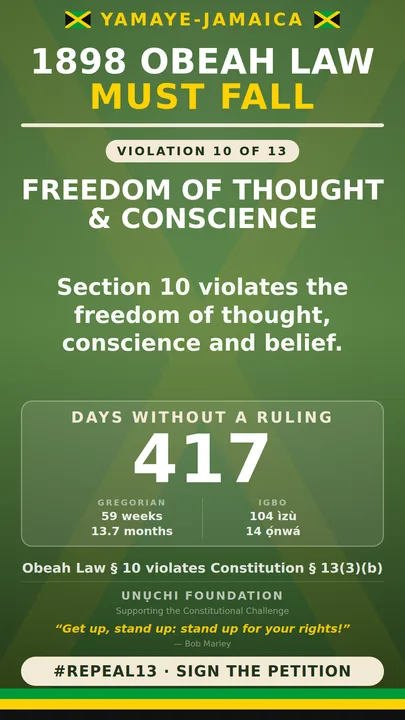 YAMAYE-JAMAICA
1898 OBEAH LAW
MUST FALL
VIOLATION 10 OF 13
FREEDOM OF THOUGHT
& CONSCIENCE
Section 10 violates the
freedom of thought,
conscience and belief.
DAYS WITHOUT A RULING
417
GREGORIAN
59 weeks
13.7 months
IGBO
104 ìzù
14 ọ́nwá
Obeah Law § 10 violates Constitution § 13(3)(b)
UNỤCHI FOUNDATION
Supporting the Constitutional Challenge
“Get up, stand up: stand up for your rights!”
— Bob Marley
#REPEAL13 · SIGN THE PETITION